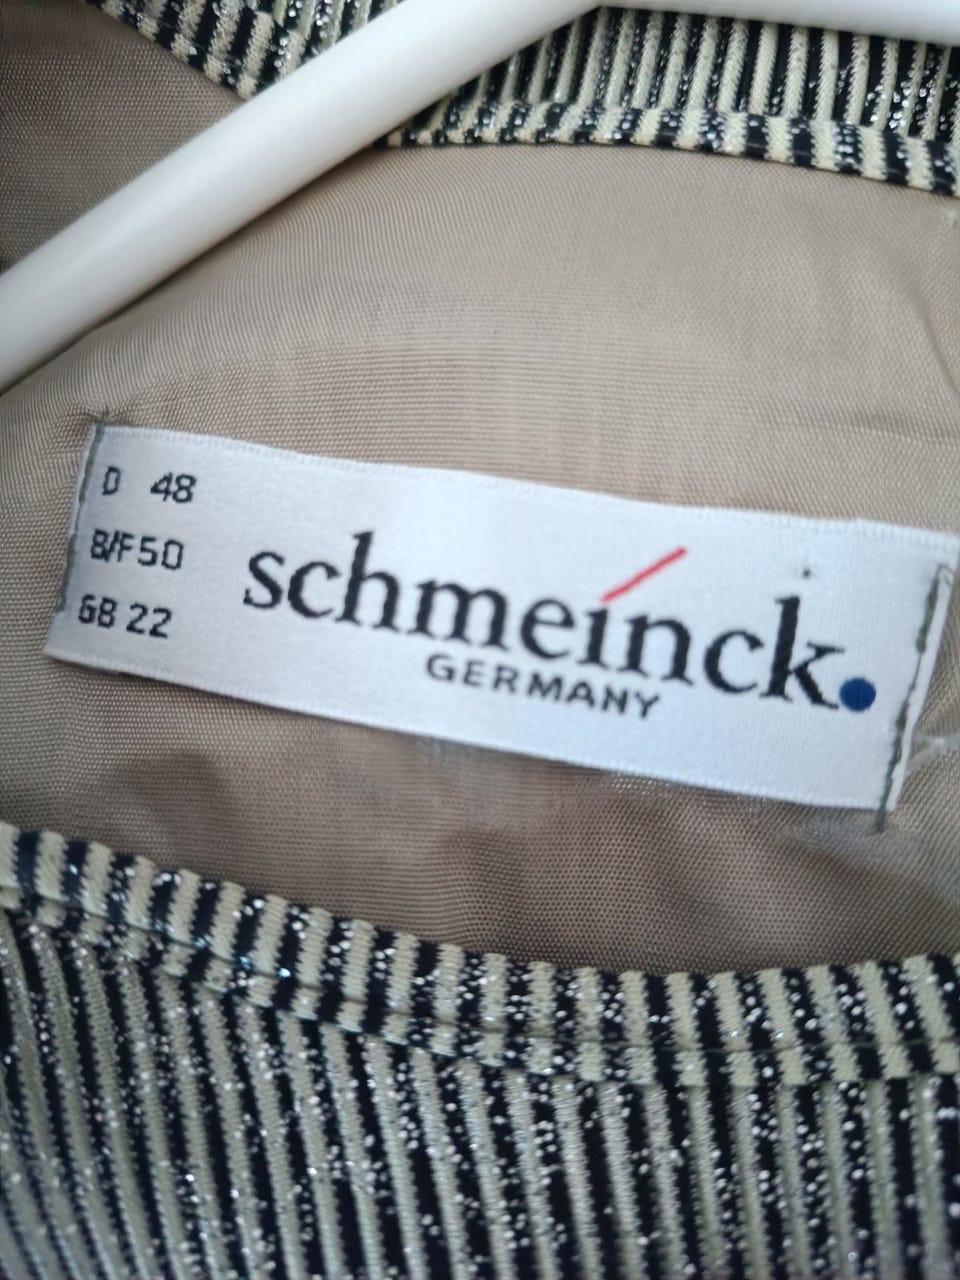 D 48
B/F 50
GB 22
schmeinck.
GERMANY